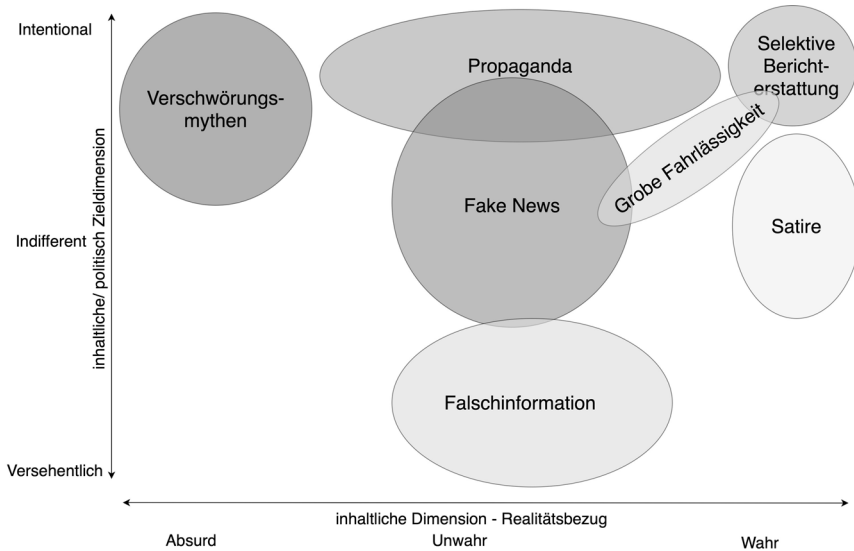 Intentional
Verschwörungs-
mythen
Propaganda
Selektive
Bericht-
erstattung
Grobe Fahrlässigkeit
Fake News
Satire
Indifferent
inhaltliche/ politisch Zieldimension
Falschinformation
Versehentlich
inhaltliche Dimension - Realitätsbezug
Absurd
Unwahr
Wahr